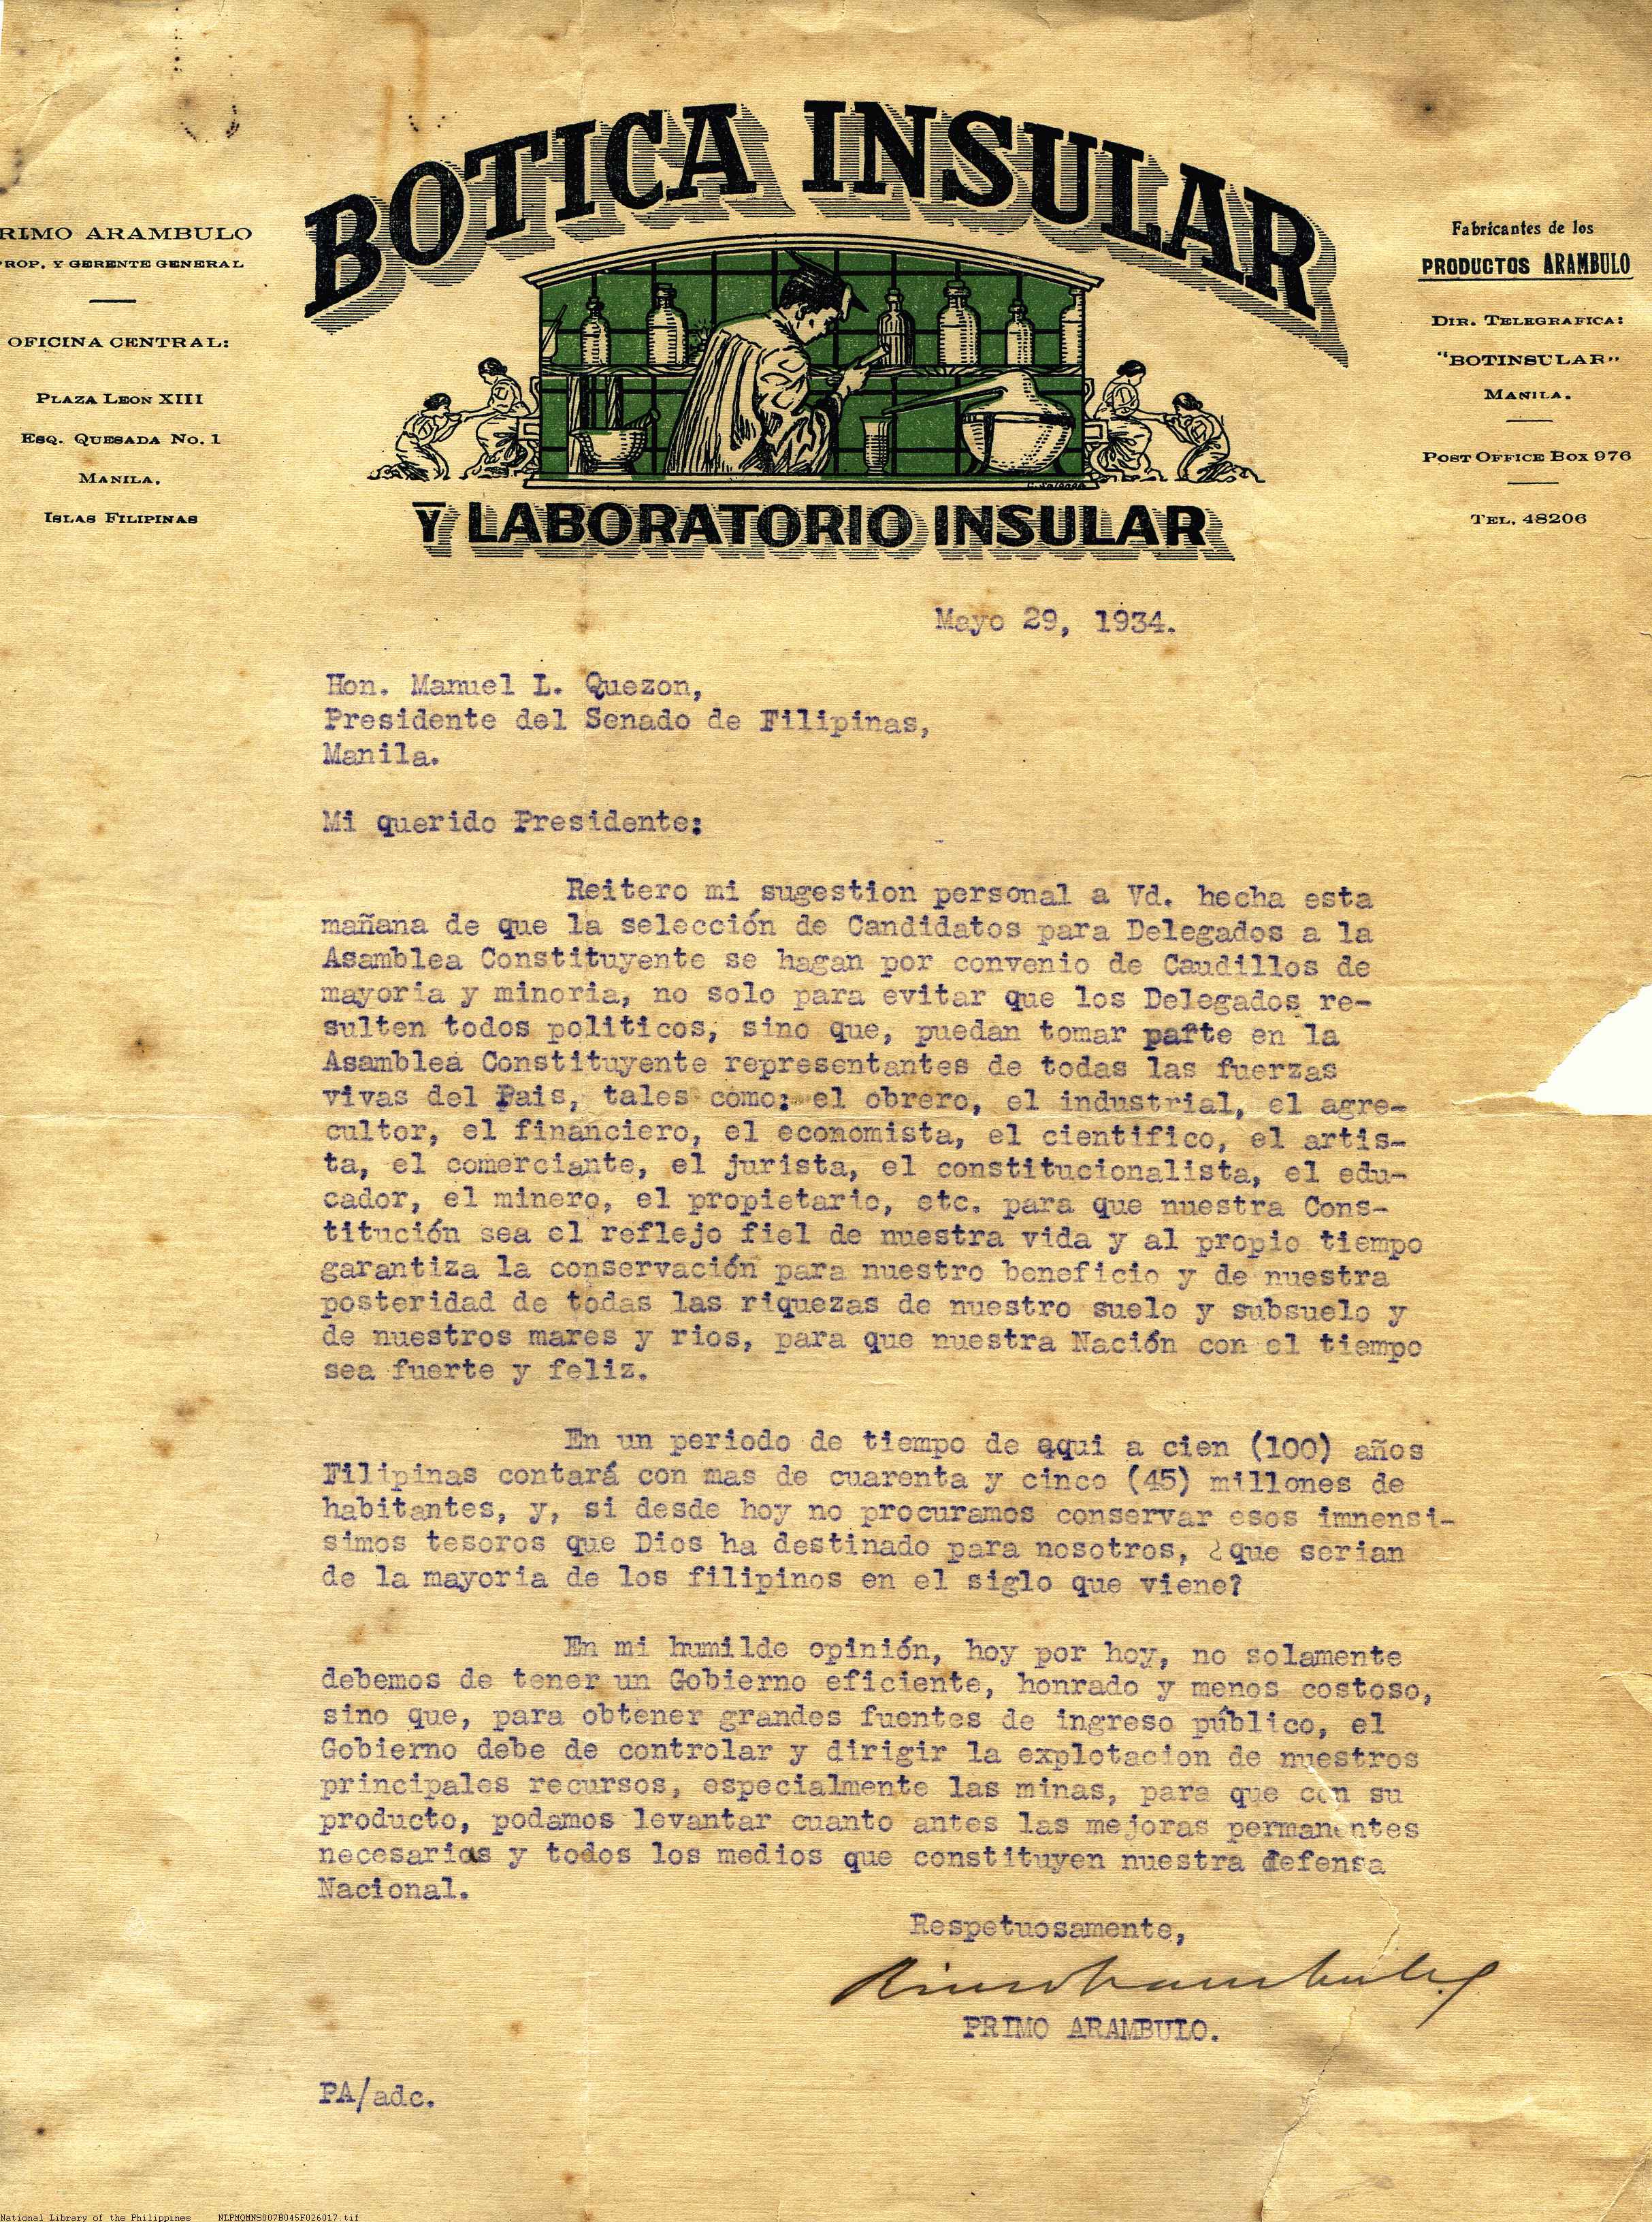 BOTICA INSULAR
Y LABORATORIO INSULAR
RIMO ARAMBULO
ROP. Y GERENTE GENERAL
OFICINA CENTRAL:
PLAZA LEON XIII
ESQ. QUESADA No. 1
MANILA,
ISLAS FILIPINAS
Fabricantes de los
PRODUCTOS ARAMBULO
DIR. TELEGRAFICA:
"BOTINSULAR"
MANILA.
POST OFFICE BOX 976
TEL. 48206
Mayo 29, 1934.
Hon. Manuel L. Quezon,
Presidente del Senado de Filipinas,
Manila.
Mi querido Presidente:
Reitero mi sugestion personal a Vd. hecha esta
mañana de que la selección de Candidatos para Delegados a la
Asamblea Constituyente se hagan por convenio de Caudillos de
mayoria y minoria, no solo para evitar que los Delegados re-
sulten todos politicos, sino que, puedan tomar parte en la
Asamblea Constituyente representantes de todas las fuerzas
vivas del Pais, tales como: el obrero, el industrial, el agre-
cultor, el financiero, el economista, el cientifico, el artis-
ta, el comerciante, el jurista, el constitucionalista, el edu-
cador, el minero, el propietario, etc. para que nuestra Cons-
titución sea el reflejo fiel de nuestra vida y al propio tiempo
garantiza la conservación para nuestro beneficio y de nuestra
posteridad de todas las riquezas de nuestro suelo y subsuelo y
de nuestros mares y rios, para que nuestra Nación con el tiempo
sea fuerte y feliz.
En un periodo de tiempo de aqui a cien (100) años
Filipinas contará con mas de cuarenta y cinco (45) millones de
habitantes, y, si desde hoy no procuramos conservar esos imnensi-
simos tesoros que Dios ha destinado para nosotros, ¿que serian
de la mayoria de los filipinos en el siglo que viene?
En mi humilde opinión, hoy por hoy, no solamente
debemos de tener un Gobierno eficiente, honrado y menos costoso,
sino que, para obtener grandes fuentes de ingreso público, el
Gobierno debe de controlar y dirigir la explotacion de nuestros
principales recursos, especialmente las minas, para que con su
producto, podamos levantar cuanto antes las mejoras permanentes
necesarias y todos los medios que constituyen nuestra defensa
Nacional.
Respetuosamente,
PRIMO ARAMBULO.
PA/adc.
National Library of the Philippines NLPMQMNS007B045F026017.tif